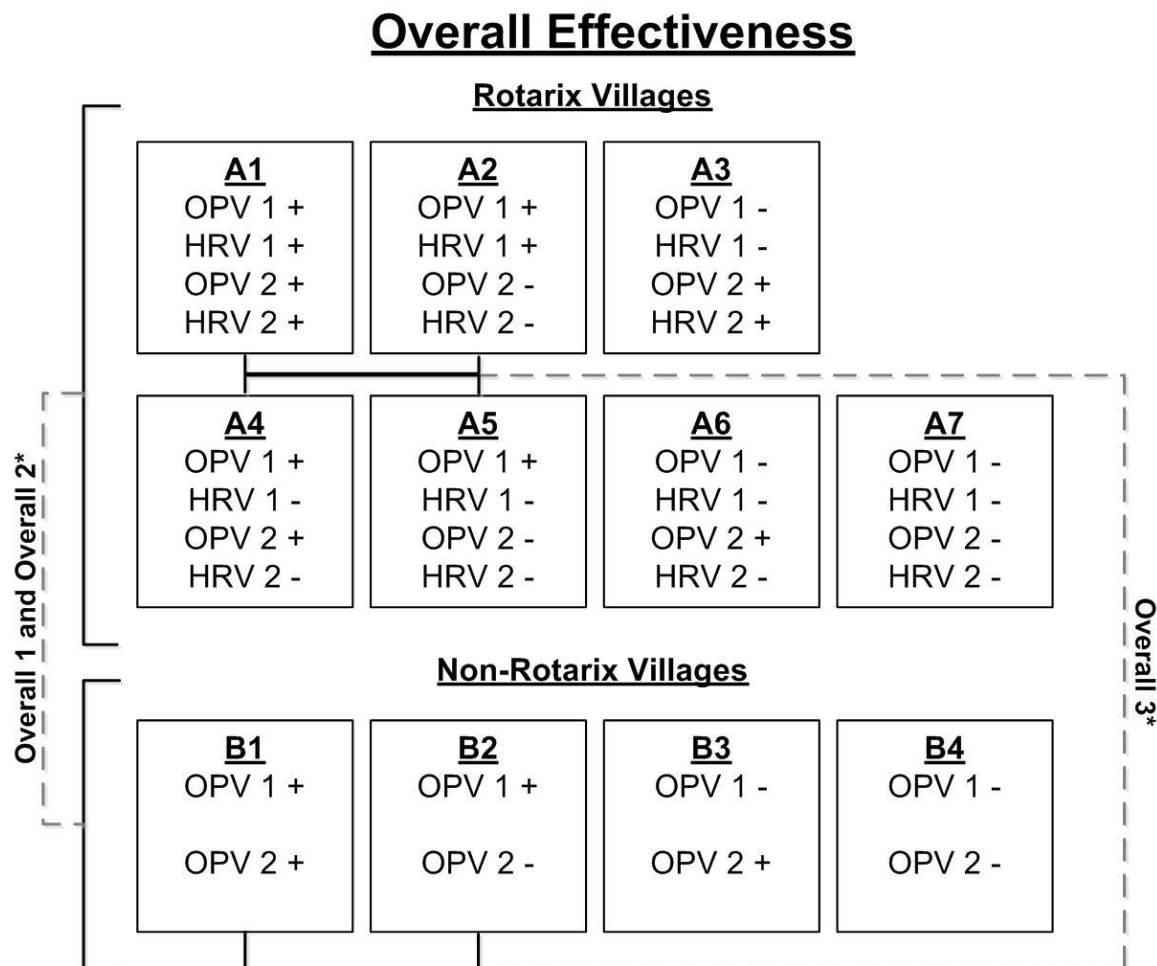 Overall Effectiveness
Rotarix Villages
A1
OPV 1 +
HRV 1 +
OPV 2 +
HRV 2 +
A2
OPV 1 +
HRV 1 +
OPV 2 -
HRV 2 -
A3
OPV 1 -
HRV 1 -
OPV 2 +
HRV 2 +
A4
OPV 1 +
HRV 1 -
OPV 2 +
HRV 2 -
A5
OPV 1 +
HRV 1 -
OPV 2 -
HRV 2 -
A6
OPV 1 -
HRV 1 -
OPV 2 +
HRV 2 -
A7
OPV 1 -
HRV 1 -
OPV 2 -
HRV 2 -
Overall 1 and Overall 2*
Overall 3*
Non-Rotarix Villages
B1
OPV 1 +
OPV 2 +
B2
OPV 1 +
OPV 2 -
B3
OPV 1 -
OPV 2 +
B4
OPV 1 -
OPV 2 -